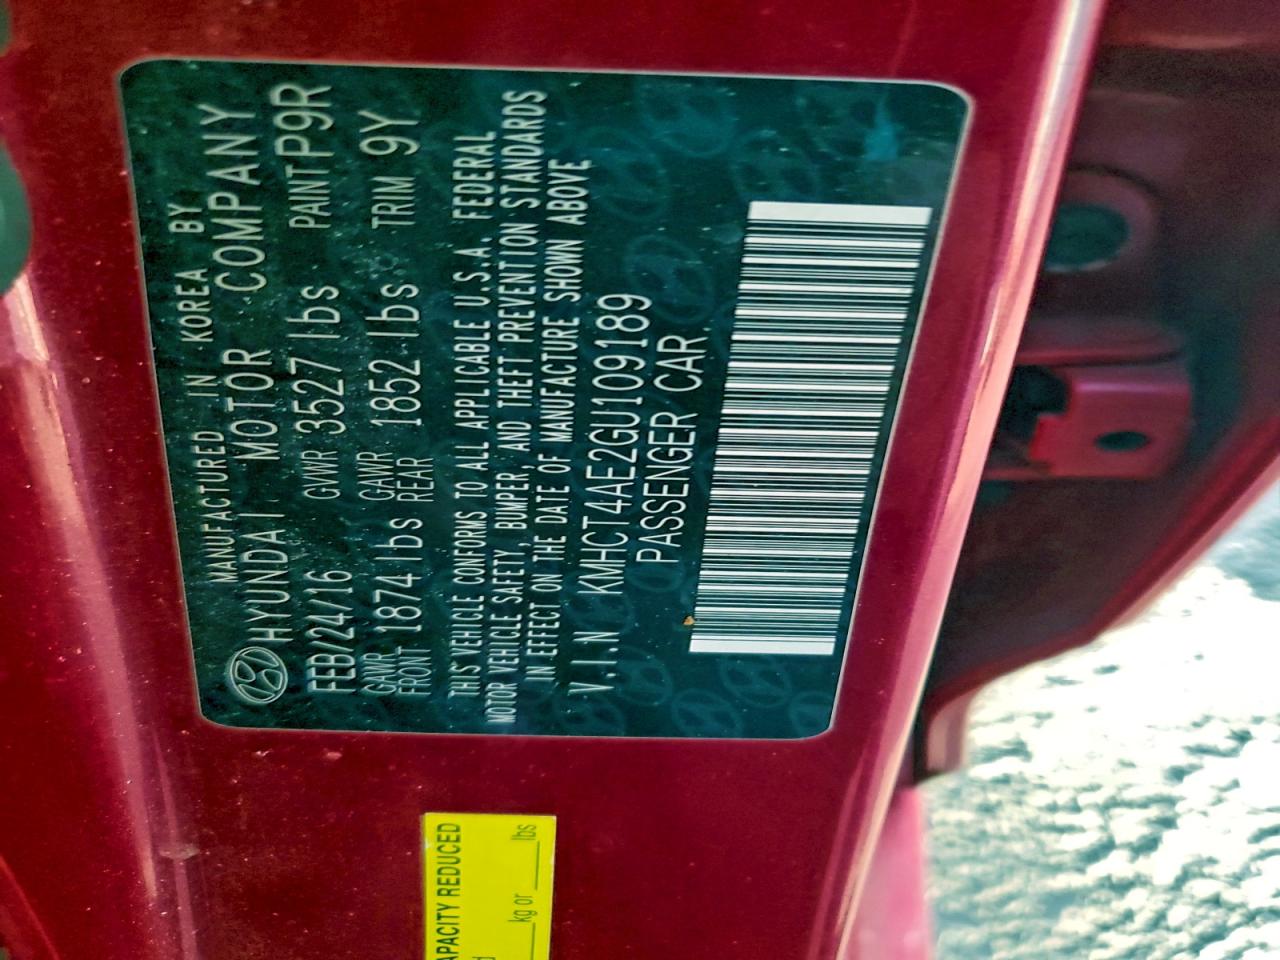 MANUFACTURED IN KOREA BY
HYUNDAI MOTOR COMPANY
FEB/24/16 GVWR 3527 lbs PAINT P9R
GAWR FRONT 1874 lbs GAWR REAR 1852 lbs TRIM 9Y
THIS VEHICLE CONFORMS TO ALL APPLICABLE U.S.A. FEDERAL
MOTOR VEHICLE SAFETY, BUMPER, AND THEFT PREVENTION STANDARDS
IN EFFECT ON THE DATE OF MANUFACTURE SHOWN ABOVE
V.I.N KMHCT4AE2GU109189
PASSENGER CAR
APACITY REDUCED
kg or lbs